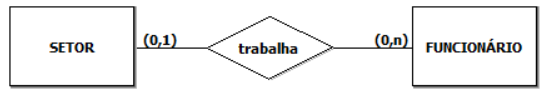 SETOR (0,1) trabalha (0,n) FUNCIONÁRIO